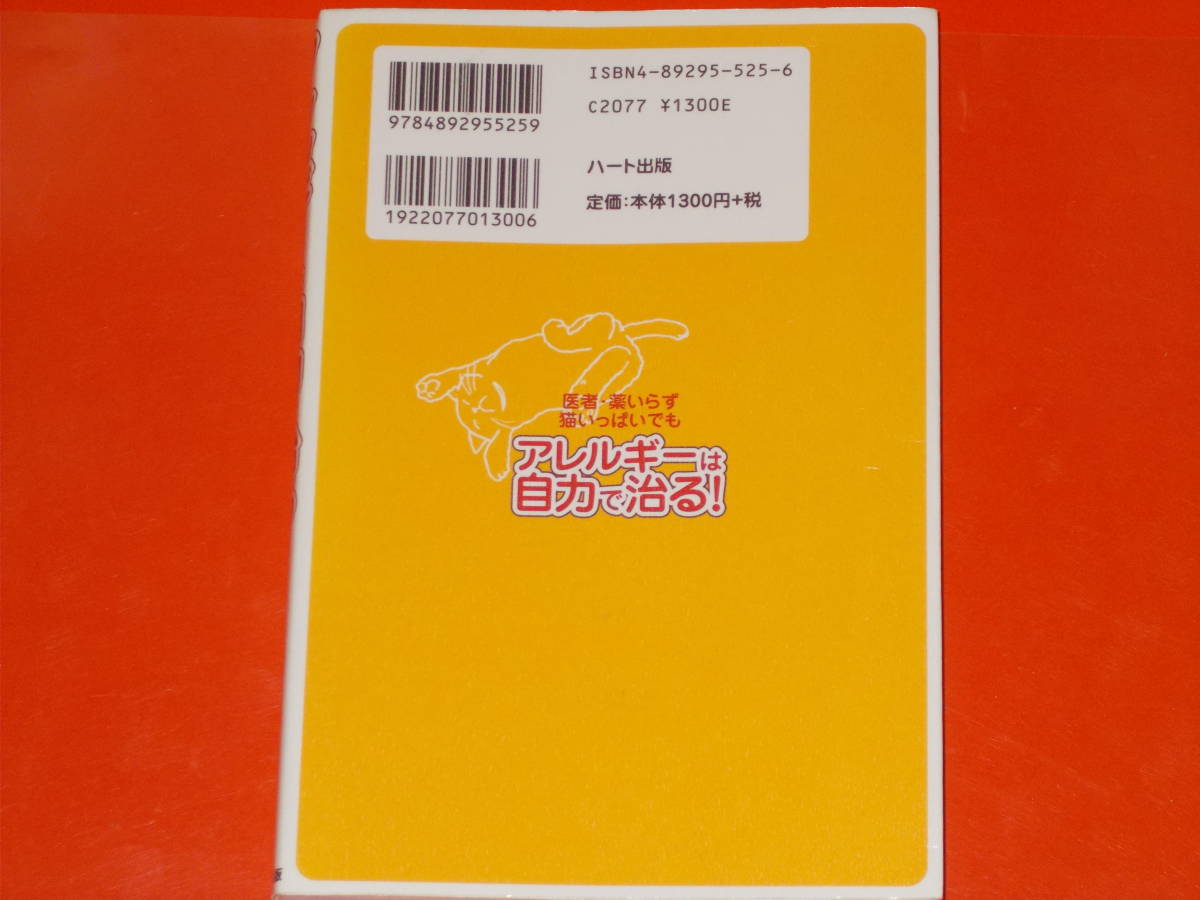 ISBN4-89295-525-6
C2077 ¥1300E
9784892955259
ハート出版
定価:本体1300円+税
1922077013006
医者・薬いらず
猫いっぱいでも
アレルギーは
自力で治る!
版